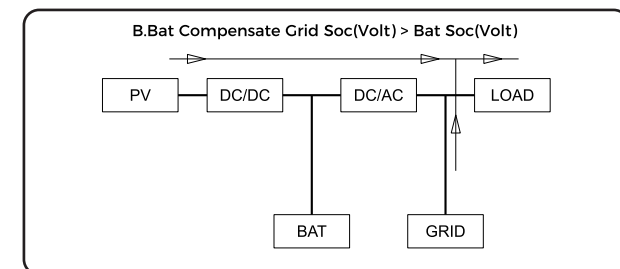 B.Bat Compensate Grid Soc(Volt) > Bat Soc(Volt)
PV DC/DC DC/AC LOAD
BAT GRID